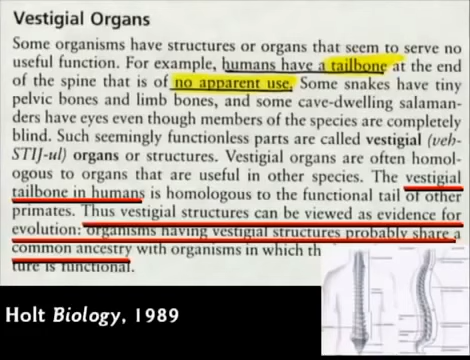 Vestigial Organs
Some organisms have structures or organs that seem to serve no
useful function. For example, humans have a tailbone at the end
of the spine that is of no apparent use. Some snakes have tiny
pelvic bones and limb bones, and some cave-dwelling salaman-
ders have eyes even though members of the species are completely
blind. Such seemingly functionless parts are called vestigial (veh-
STIJ-ul) organs or structures. Vestigial organs are often homol-
ogous to organs that are useful in other species. The vestigial
tailbone in humans is homologous to the functional tail of other
primates. Thus vestigial structures can be viewed as evidence for
evolution: organisms having vestigial structures probably share a
common ancestry with organisms in which th
ture is functional.
Holt Biology, 1989